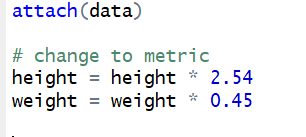 attach(data)
# change to metric
height = height * 2.54
weight = weight * 0.45